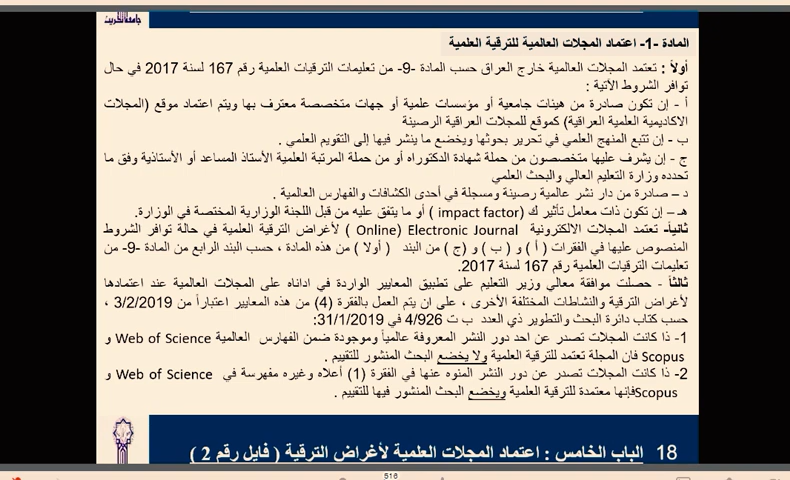 جامعة تكريت
المادة -1- اعتماد المجلات العالمية للترقية العلمية
أولاً : تعتمد المجلات العالمية خارج العراق حسب المادة -9- من تعليمات الترقيات العلمية رقم 167 لسنة 2017 في حال
توافر الشروط الأتية :
أ - إن تكون صادرة من هيئات جامعية أو مؤسسات علمية أو جهات متخصصة معترف بها ويتم اعتماد موقع (المجلات
الاكاديمية العلمية العراقية) كموقع للمجلات العراقية الرصينة
ب - إن تتبع المنهج العلمي في تحرير بحوثها ويخضع ما ينشر فيها إلى التقويم العلمي .
ج - إن يشرف عليها متخصصون من حملة شهادة الدكتوراه أو من حملة المرتبة العلمية الأستاذ المساعد أو الأستاذية وفق ما
تحدده وزارة التعليم العالي والبحث العلمي
د – صادرة من دار نشر عالمية رصينة ومسجلة في أحدى الكشافات والفهارس العالمية .
هـ – إن تكون ذات معامل تأثير ك (impact factor ) أو ما يتفق عليه من قبل اللجنة الوزارية المختصة في الوزارة.
ثانياً- تعتمد المجلات الالكترونية Online) Electronic Journal ) لأغراض الترقية العلمية في حالة توافر الشروط
المنصوص عليها في الفقرات ( أ ) و ( ب ) و ( ج ) من البند ( أولا ) من هذه المادة ، حسب البند الرابع من المادة -9- من
تعليمات الترقيات العلمية رقم 167 لسنة 2017.
ثالثاً - حصلت موافقة معالي وزير التعليم على تطبيق المعايير الواردة في اداناه على المجلات العالمية عند اعتمادها
لأغراض الترقية والنشاطات المختلفة الأخرى ، على ان يتم العمل بالفقرة (4) من هذه المعايير اعتباراً من 3/2/2019 ،
حسب كتاب دائرة البحث والتطوير ذي العدد ب ت 4/926 في 31/1/2019:
1- ذا كانت المجلات تصدر عن احد دور النشر المعروفة عالمياً وموجودة ضمن الفهارس العالمية Web of Science و
Scopus فان المجلة تعتمد للترقية العلمية ولا يخضع البحث المنشور للتقييم .
2- ذا كانت المجلات تصدر عن دور النشر المنوه عنها في الفقرة (1) أعلاه وغيره مفهرسة في Web of Science و
Scopusفإنها معتمدة للترقية العلمية ويخضع البحث المنشور فيها للتقييم .
18 الباب الخامس : اعتماد المجلات العلمية لأغراض الترقية ( فايل رقم 2 )
516